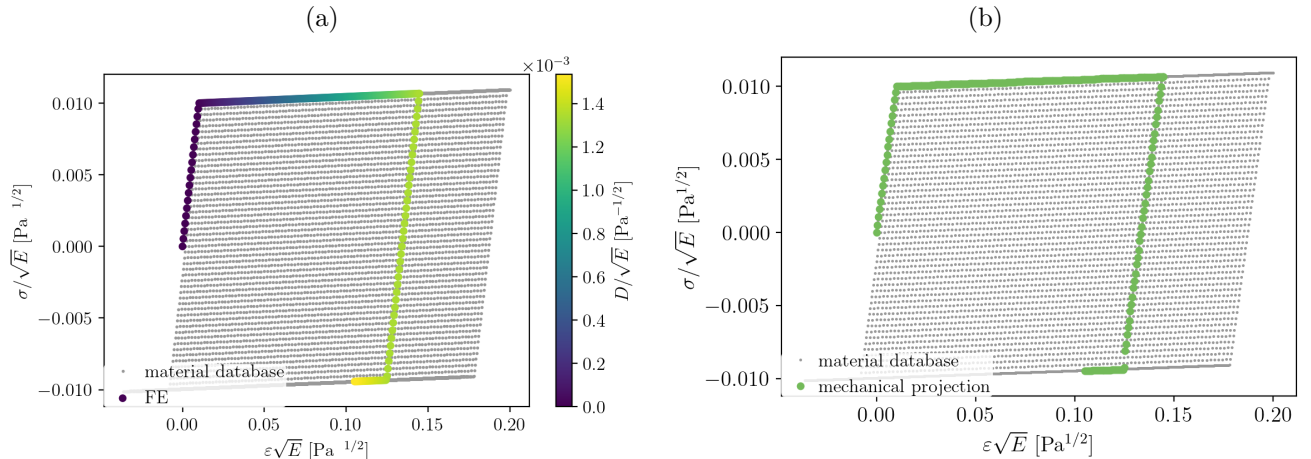 (a)
×10⁻³
0.010
0.005
0.000
−0.005
−0.010
σ/√E [Pa ^1/2]
material database
FE
0.00
0.05
0.10
0.15
0.20
ε√E [Pa ^1/2]
1.4
1.2
1.0
0.8
0.6
0.4
0.2
0.0
D/√E [Pa^−1/2]
(b)
0.010
0.005
0.000
−0.005
−0.010
σ/√E [Pa^1/2]
material database
mechanical projection
0.00
0.05
0.10
0.15
0.20
ε√E [Pa^1/2]